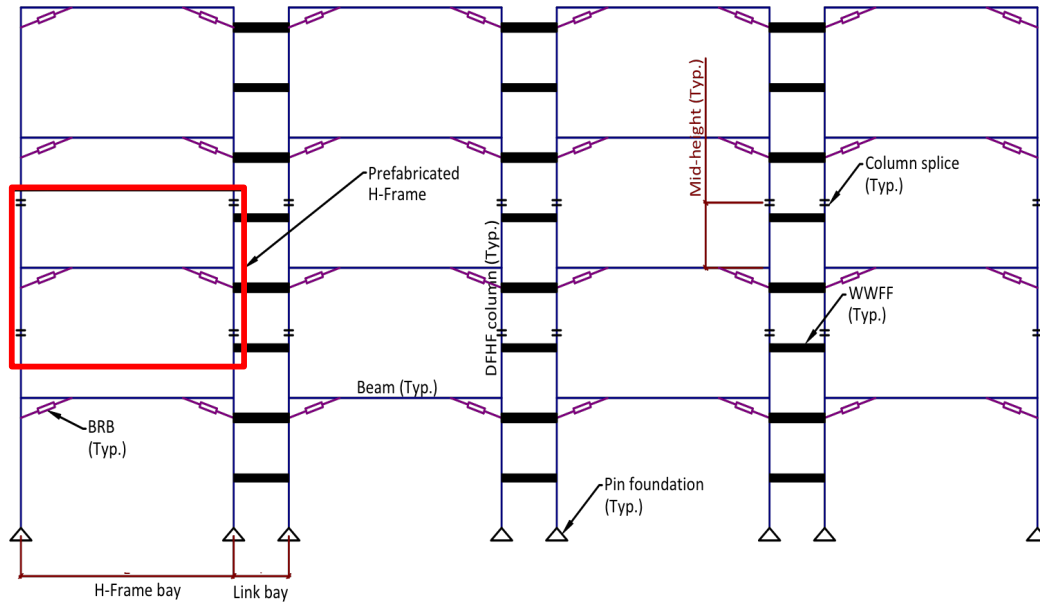 Mid-height (Typ.)
Prefabricated
H-Frame
Column splice
(Typ.)
DFHF column (Typ.)
WWFF
(Typ.)
Beam (Typ.)
BRB
(Typ.)
Pin foundation
(Typ.)
H-Frame bay
Link bay